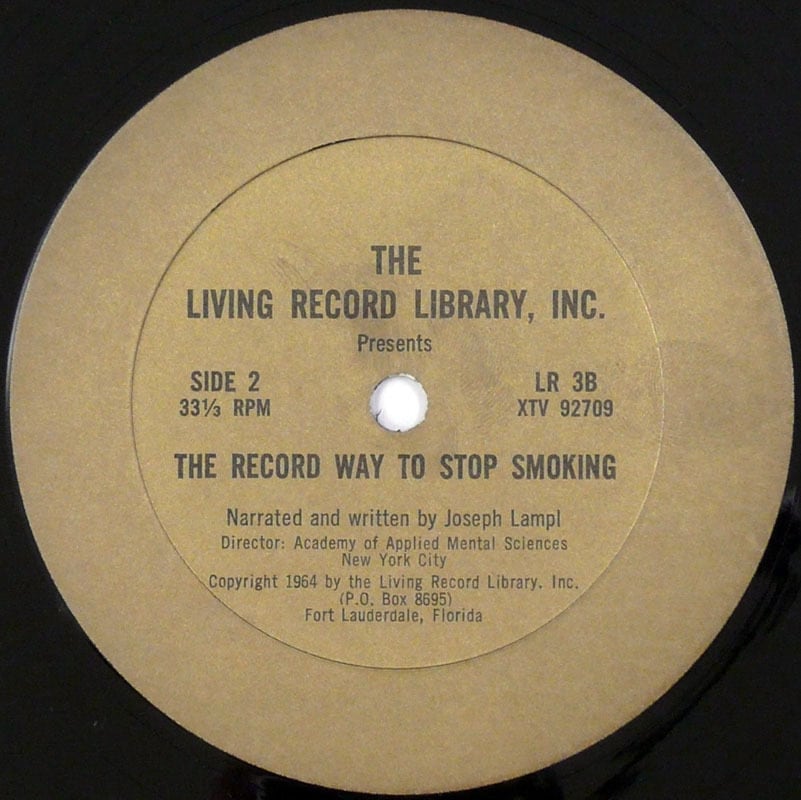 THE
LIVING RECORD LIBRARY, INC.
Presents
SIDE 2 LR 3B
33⅓ RPM XTV 92709
THE RECORD WAY TO STOP SMOKING
Narrated and written by Joseph Lampl
Director: Academy of Applied Mental Sciences
New York City
Copyright 1964 by the Living Record Library. Inc.
(P.O. Box 8695)
Fort Lauderdale, Florida